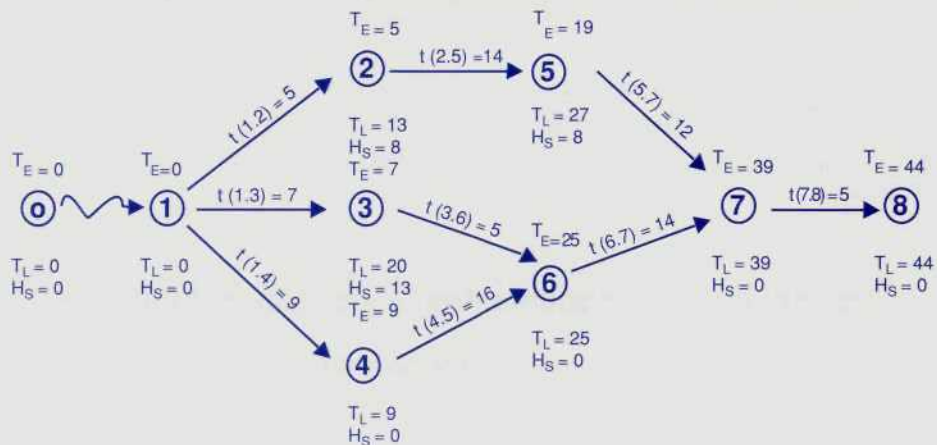 T_E = 5
T_E = 19
2
t (2.5) =14
5
t (1.2) = 5
T_L = 13
H_S = 8
T_L = 27
H_S = 8
t (5.7) = 12
T_E = 0
T_E=0
T_E = 7
T_E = 39
T_E = 44
o
1
t (1.3) = 7
3
t (3.6) = 5
7
t(7.8)=5
8
T_E=25
t (6.7) = 14
T_L = 0
H_S = 0
T_L = 0
H_S = 0
t (1.4) = 9
T_L = 20
H_S = 13
T_E = 9
6
T_L = 39
H_S = 0
T_L = 44
H_S = 0
t (4.5) = 16
4
T_L = 25
H_S = 0
T_L = 9
H_S = 0